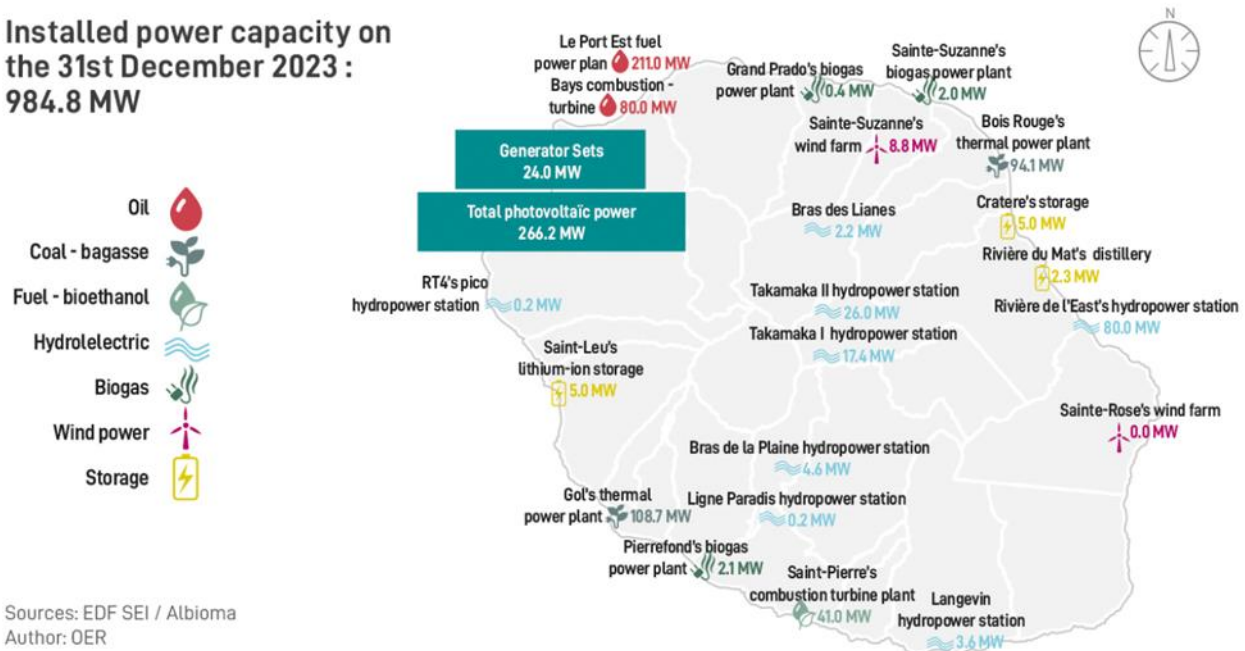 Installed power capacity on
the 31st December 2023 :
984.8 MW
N
Oil
Coal - bagasse
Fuel - bioethanol
Hydrolelectric
Biogas
Wind power
Storage
Le Port Est fuel
power plan 211.0 MW
Bays combustion -
turbine 80.0 MW
Generator Sets
24.0 MW
Total photovoltaïc power
266.2 MW
Grand Prado's biogas
power plant 0.4 MW
Sainte-Suzanne's
biogas power plant
2.0 MW
Sainte-Suzanne's
wind farm 8.8 MW
Bois Rouge's
thermal power plant
94.1 MW
Bras des Lianes
2.2 MW
Cratere's storage
5.0 MW
Rivière du Mat's distillery
2.3 MW
RT4's pico
hydropower station 0.2 MW
Takamaka II hydropower station
26.0 MW
Rivière de l'East's hydropower station
80.0 MW
Takamaka I hydropower station
17.4 MW
Saint-Leu's
lithium-ion storage
5.0 MW
Sainte-Rose's wind farm
0.0 MW
Bras de la Plaine hydropower station
4.6 MW
Gol's thermal
power plant 108.7 MW
Ligne Paradis hydropower station
0.2 MW
Pierrefond's biogas
power plant 2.1 MW
Saint-Pierre's
combustion turbine plant
41.0 MW
Langevin
hydropower station
3.6 MW
Sources: EDF SEI / Albioma
Author: OER